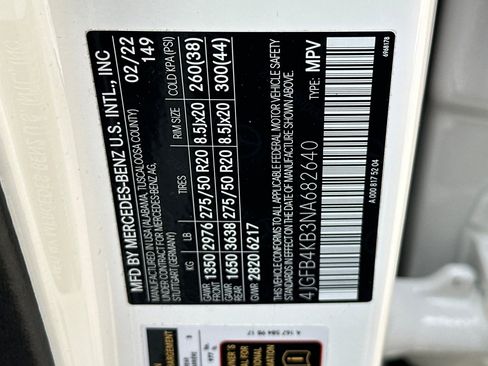 MFD BY MERCEDES-BENZ U.S. INTL., INC
(ALABAMA, TUSCALOOSA COUNTY)
UNDER CONTRACT FOR MERCEDES-BENZ AG,
STUTTGART (GERMANY)
02/22
149
KG LB TIRES RIM SIZE COLD KPA (PSI)
GAWR FRONT 1350 2976 275/50 R20 8.5Jx20 260(38)
GAWR REAR 1650 3638 275/50 R20 8.5Jx20 300(44)
GVWR 2820 6217
THIS VEHICLE CONFORMS TO ALL APPLICABLE FEDERAL MOTOR VEHICLE SAFETY
STANDARDS IN EFFECT ON THE DATE OF MANUFACTURE SHOWN ABOVE.
4JGFB4KB3NA682640 TYPE: MPV
A 000 817 52 04
6968178
A 167 584 98 17